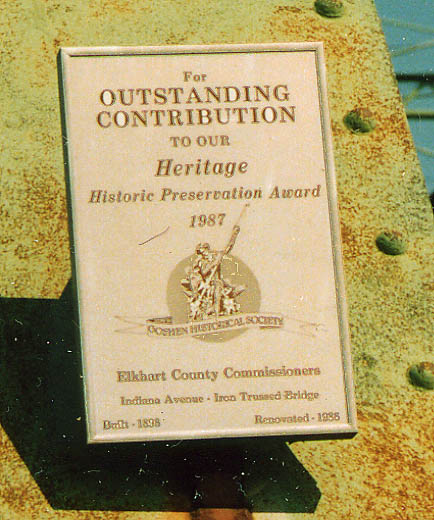 For
OUTSTANDING
CONTRIBUTION
TO OUR
Heritage
Historic Preservation Award
1987
GOSHEN HISTORICAL SOCIETY
Elkhart County Commissioners
Indiana Avenue - Iron Trussed Bridge
Built - 1898 Renovated - 1986